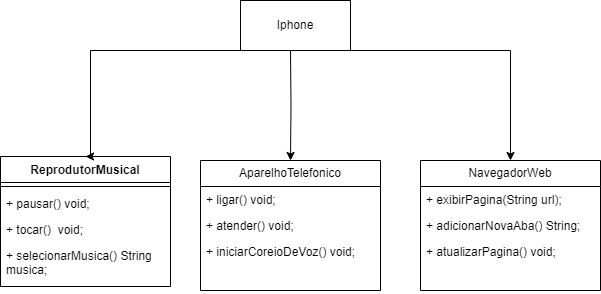 Iphone
ReprodutorMusical
+ pausar() void;
+ tocar() void;
+ selecionarMusica() String
musica;
AparelhoTelefonico
+ ligar() void;
+ atender() void;
+ iniciarCoreioDeVoz() void;
NavegadorWeb
+ exibirPagina(String url);
+ adicionarNovaAba() String;
+ atualizarPagina() void;